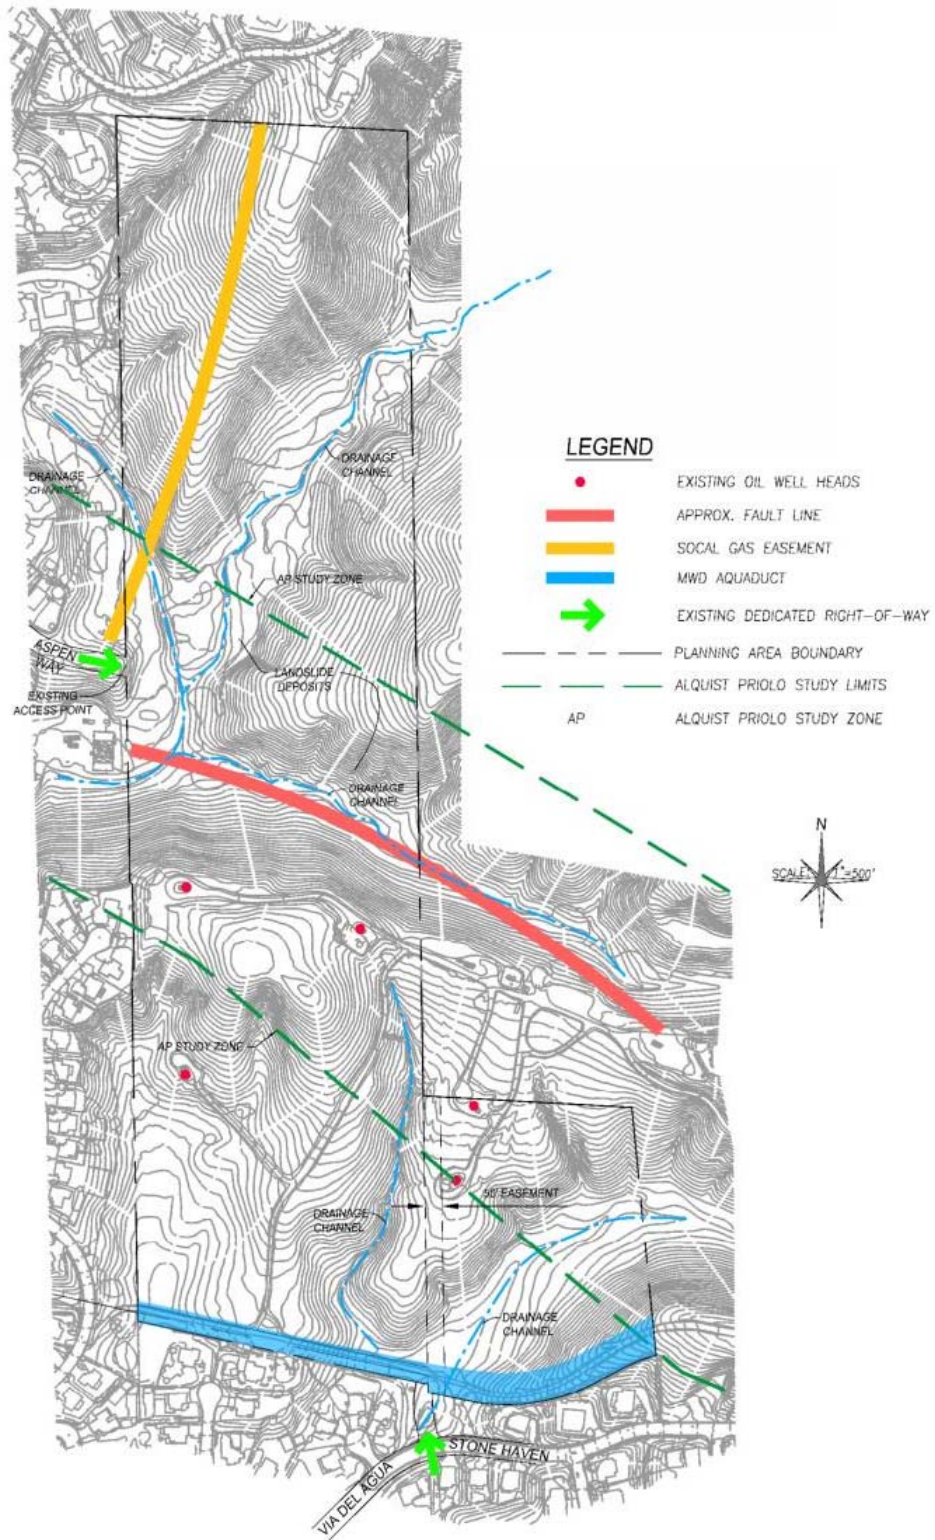 DRAINAGE
CHANNEL
DRAINAGE
CHANNEL
AP STUDY ZONE
ASPEN
WAY
EXISTING
ACCESS POINT
LANDSLIDE
DEPOSITS
DRAINAGE
CHANNEL
AP STUDY ZONE
DRAINAGE
CHANNEL
50' EASEMENT
DRAINAGE
CHANNEL
STONE HAVEN
VIA DEL AGUA
LEGEND
EXISTING OIL WELL HEADS
APPROX. FAULT LINE
SOCAL GAS EASEMENT
MWD AQUADUCT
EXISTING DEDICATED RIGHT-OF-WAY
PLANNING AREA BOUNDARY
ALQUIST PRIOLO STUDY LIMITS
AP ALQUIST PRIOLO STUDY ZONE
N
SCALE: 1"=500'